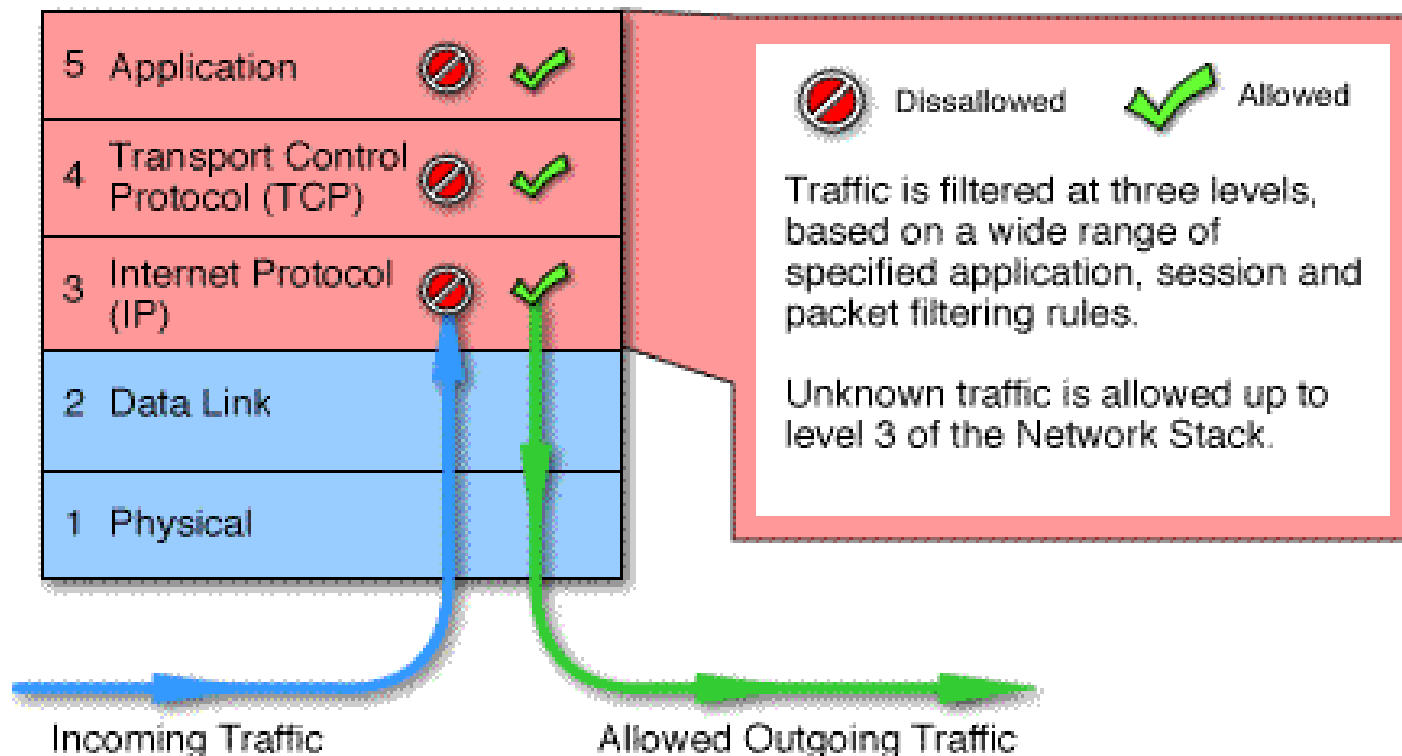 5 Application
4 Transport Control
Protocol (TCP)
3 Internet Protocol
(IP)
2 Data Link
1 Physical
Incoming Traffic
Allowed Outgoing Traffic
Dissallowed
Allowed
Traffic is filtered at three levels,
based on a wide range of
specified application, session and
packet filtering rules.
Unknown traffic is allowed up to
level 3 of the Network Stack.